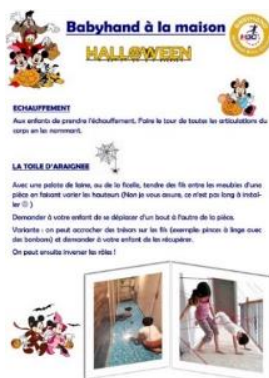 Babyhand à la maison
HALLOWEEN
ECHAUFFEMENT
Aux enfants de prendre l'échauffement. Faire le tour de toutes les articulations du
corps en les nommant.
LA TOILE D'ARAIGNEE
Avec une pelote de laine, ou de la ficelle, tendre des fils entre les meubles d'une
pièce en faisant varier les hauteurs (Non je vous assure, ce n'est pas long à instal-
ler ☺)
Demander à votre enfant de se déplacer d'un bout à l'autre de la pièce.
Variante : on peut accrocher des trésors sur les fils (exemple: pinces à linge avec
des bonbons) et demander à votre enfant de les récupérer.
On peut ensuite inverser les rôles !